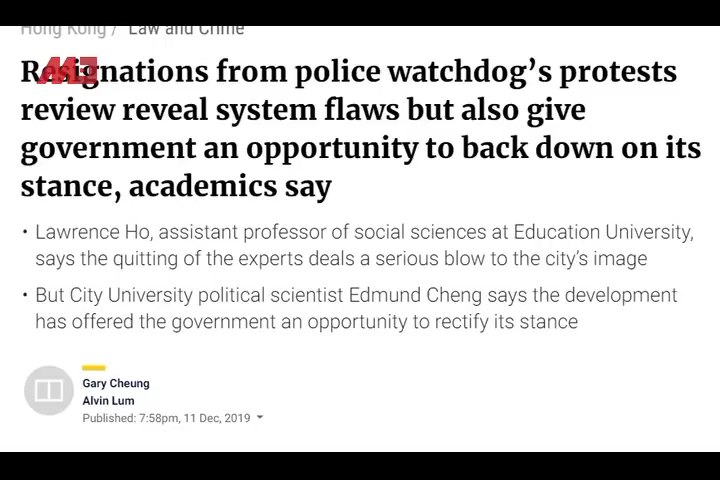 Hong Kong / Law and Crime
Resignations from police watchdog's protests
review reveal system flaws but also give
government an opportunity to back down on its
stance, academics say
• Lawrence Ho, assistant professor of social sciences at Education University,
says the quitting of the experts deals a serious blow to the city's image
• But City University political scientist Edmund Cheng says the development
has offered the government an opportunity to rectify its stance
Gary Cheung
Alvin Lum
Published: 7:58pm, 11 Dec, 2019